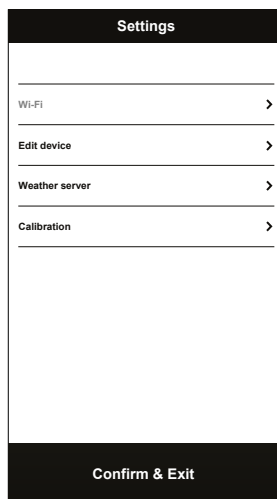 Settings
Wi-Fi
Edit device
Weather server
Calibration
Confirm & Exit